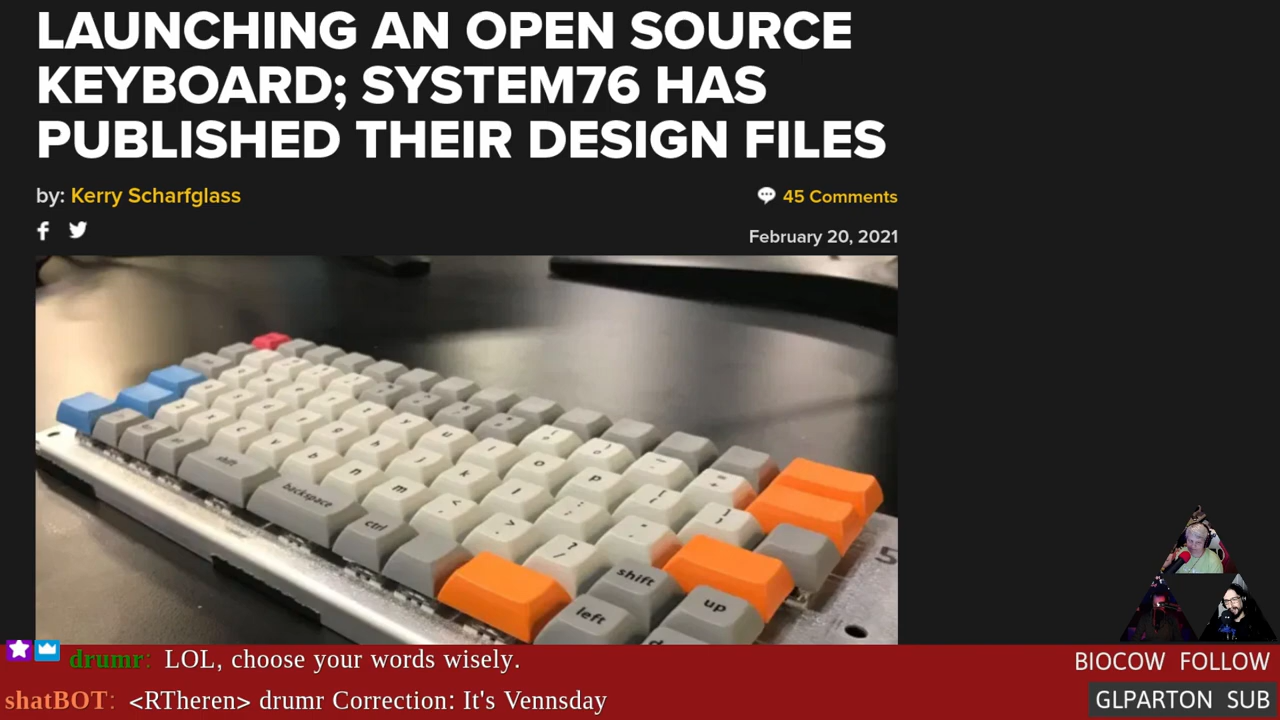 LAUNCHING AN OPEN SOURCE
KEYBOARD; SYSTEM76 HAS
PUBLISHED THEIR DESIGN FILES
by: Kerry Scharfglass
45 Comments
February 20, 2021
shift
backspace
ctrl
shift
left
up
drumr: LOL, choose your words wisely.
BIOCOW FOLLOW
shatBOT: <RTheren> drumr Correction: It's Vennsday
GLPARTON SUB